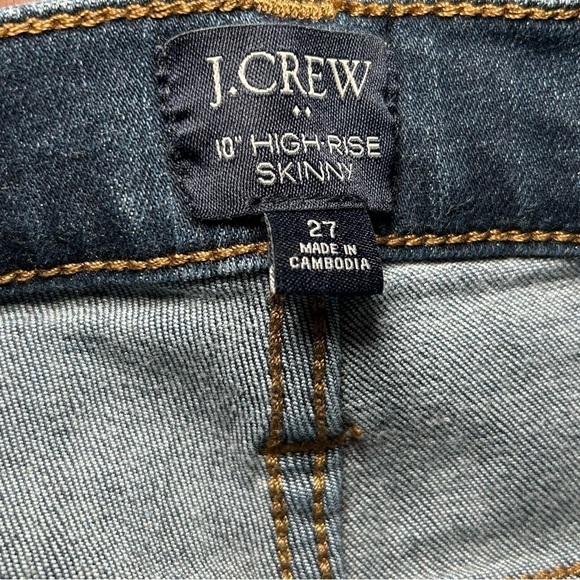 J.CREW
10" HIGH·RISE
SKINNY
27
MADE IN
CAMBODIA